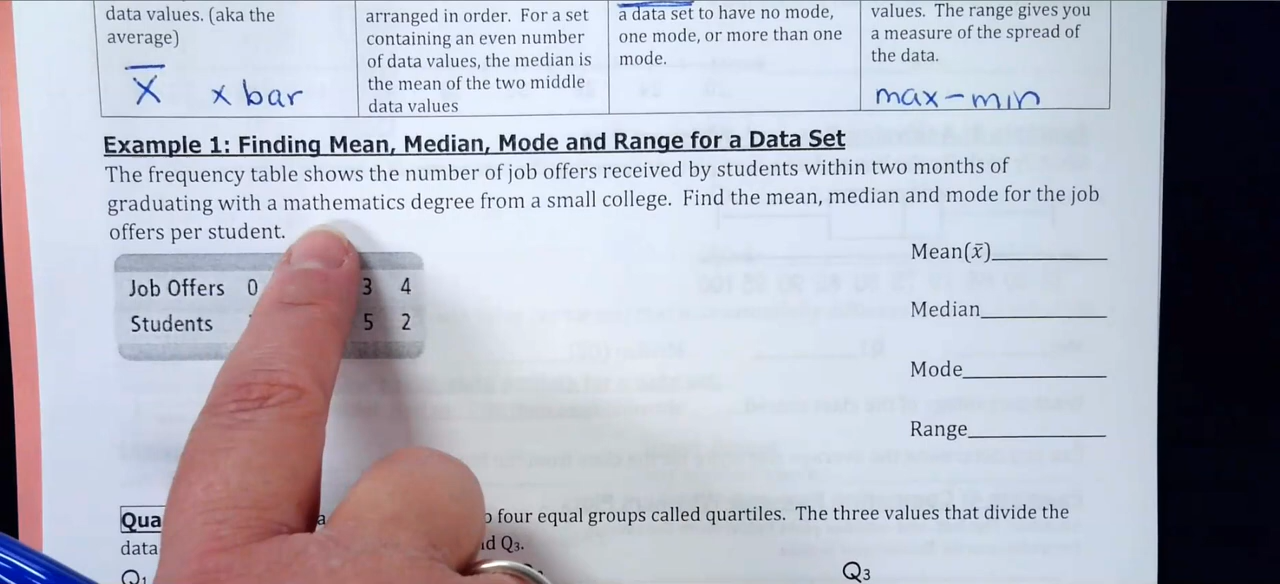 data values. (aka the
average)
X̄ x bar
arranged in order. For a set
containing an even number
of data values, the median is
the mean of the two middle
data values
a data set to have no mode,
one mode, or more than one
mode.
values. The range gives you
a measure of the spread of
the data.
max-min
Example 1: Finding Mean, Median, Mode and Range for a Data Set
The frequency table shows the number of job offers received by students within two months of
graduating with a mathematics degree from a small college. Find the mean, median and mode for the job
offers per student.
Job Offers 0 3 4
Students 5 2
Mean(x̄)
Median
Mode
Range
four equal groups called quartiles. The three values that divide the
data Q3.
Q1 Q3